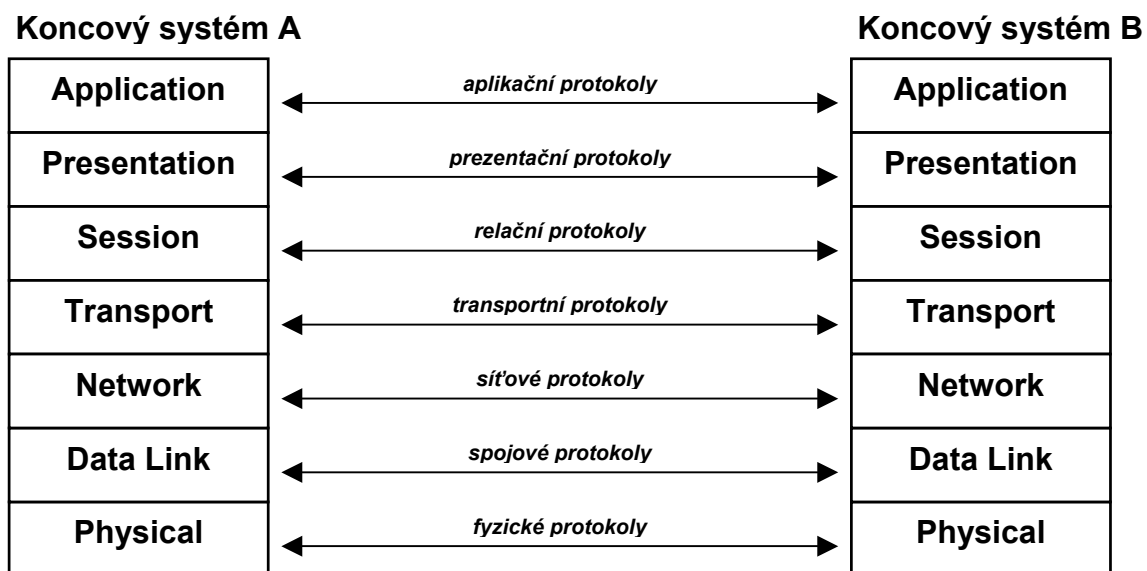 Koncový systém A
Koncový systém B
Application
aplikační protokoly
Application
Presentation
prezentační protokoly
Presentation
Session
relační protokoly
Session
Transport
transportní protokoly
Transport
Network
síťové protokoly
Network
Data Link
spojové protokoly
Data Link
Physical
fyzické protokoly
Physical